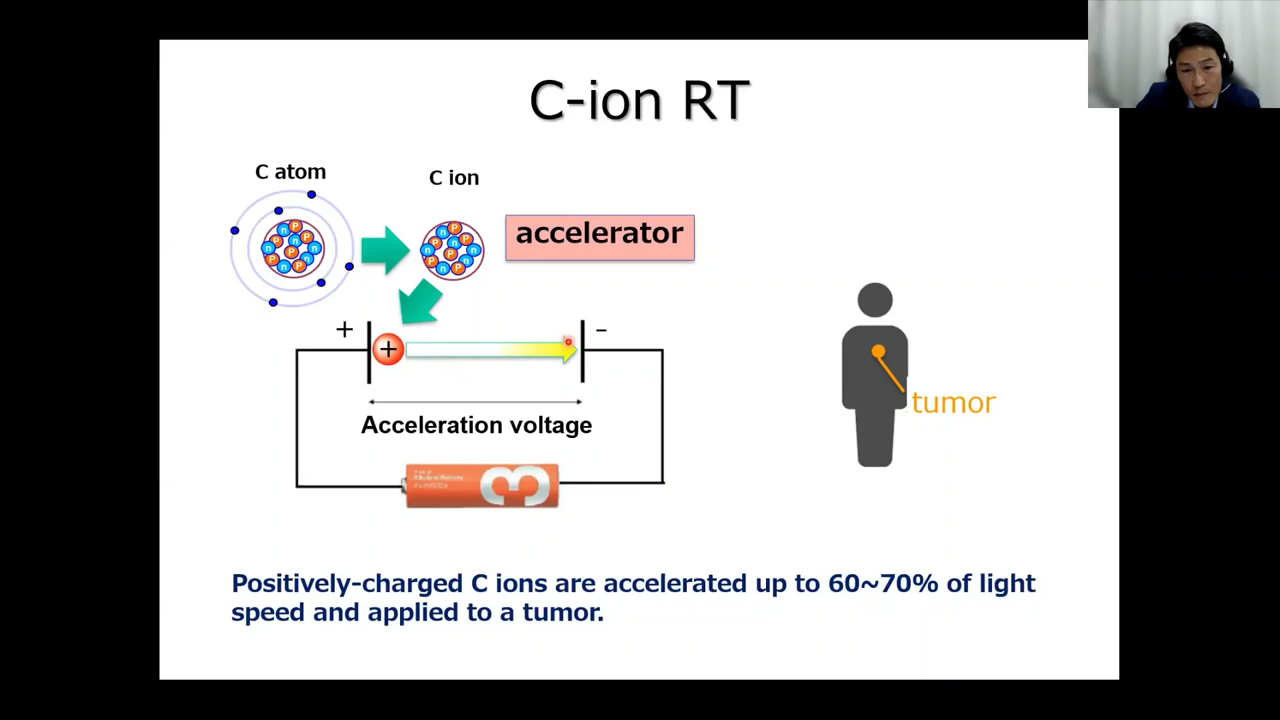 C-ion RT
C atom
C ion
accelerator
+
−
+
Acceleration voltage
3
tumor
Positively-charged C ions are accelerated up to 60~70% of light
speed and applied to a tumor.